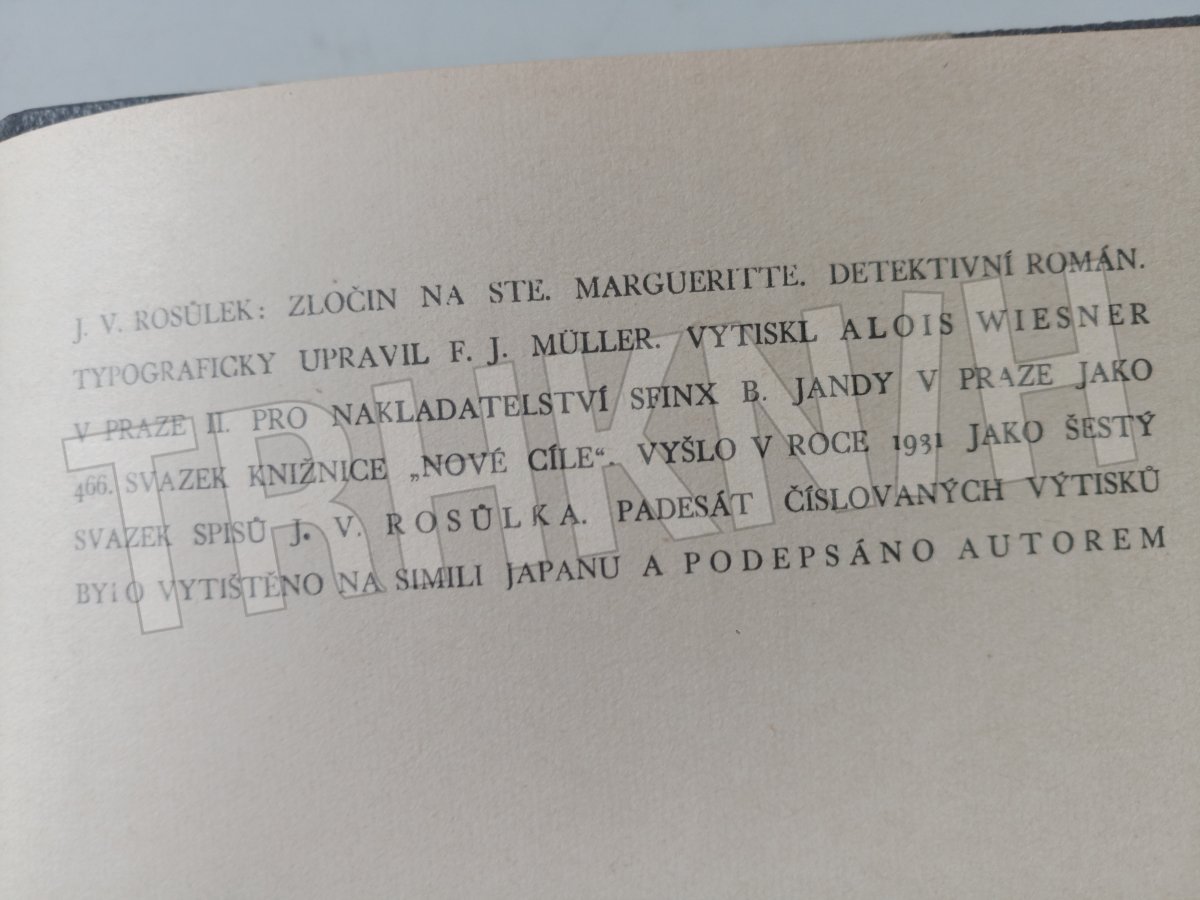 J. V. ROSŮLEK: ZLOČIN NA STE. MARGUERITTE. DETEKTIVNÍ ROMÁN.
TYPOGRAFICKY UPRAVIL F. J. MÜLLER. VYTISKL ALOIS WIESNER
V PRAZE II. PRO NAKLADATELSTVÍ SFINX B. JANDY V PRAZE JAKO
466. SVAZEK KNIŽNICE „NOVÉ CÍLE“. VYŠLO V ROCE 1931 JAKO ŠESTÝ
SVAZEK SPISŮ J. V. ROSŮLKA. PADESÁT ČÍSLOVANÝCH VÝTISKŮ
BYLO VYTIŠTĚNO NA SIMILI JAPANU A PODEPSÁNO AUTOREM
TRHKNIH